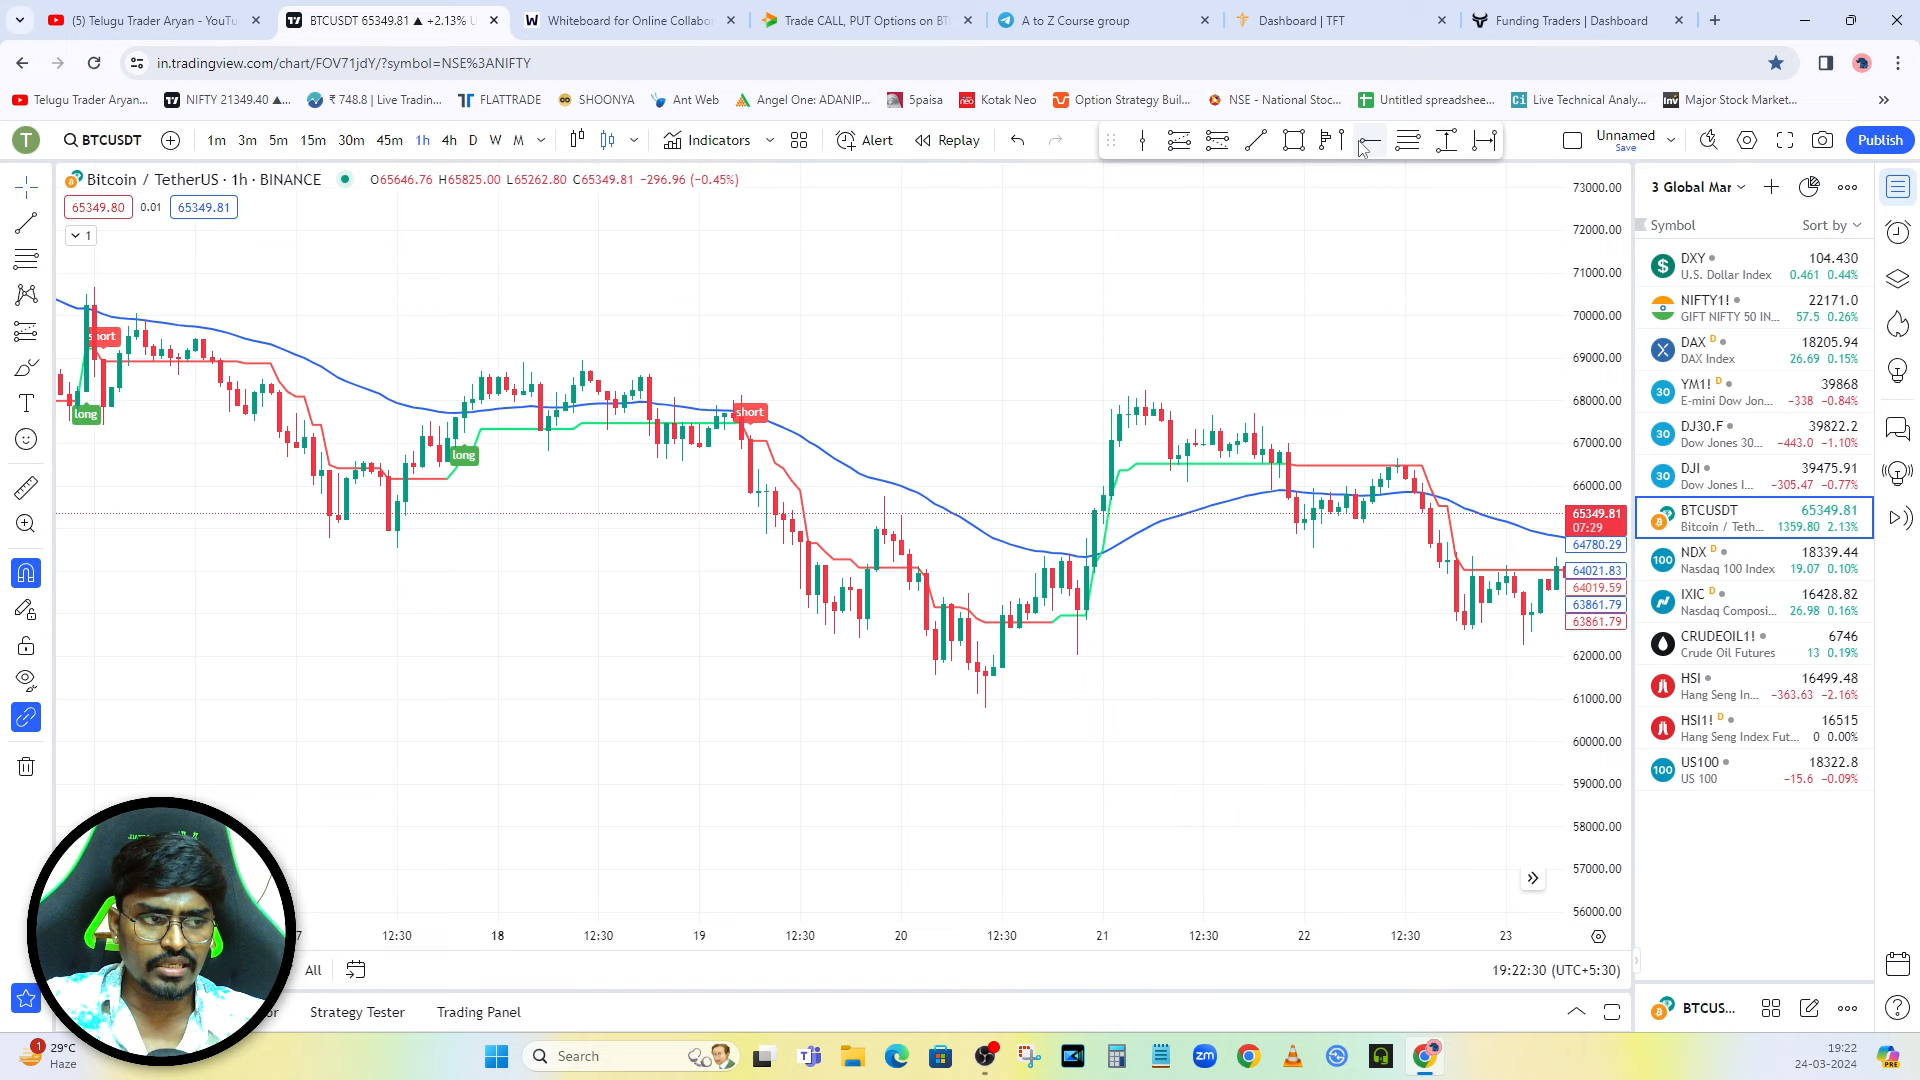 (5) Telugu Trader Aryan - YouTu
BTCUSDT 65349.81 ▲ +2.13% U
Whiteboard for Online Collabo
Trade CALL, PUT Options on BT
A to Z Course group
Dashboard | TFT
Funding Traders | Dashboard
in.tradingview.com/chart/FOV71jdY/?symbol=NSE%3ANIFTY
Telugu Trader Aryan...
NIFTY 21349.40 ▲...
₹ 748.8 | Live Tradin...
FLATTRADE
SHOONYA
Ant Web
Angel One: ADANIP...
5paisa
Kotak Neo
Option Strategy Buil...
NSE - National Stoc...
Untitled spreadshee...
Live Technical Analy...
Major Stock Market...
T
BTCUSDT
1m 3m 5m 15m 30m 45m 1h 4h D W M
Indicators
Alert
Replay
Unnamed
Save
Publish
Bitcoin / TetherUS · 1h · BINANCE
O65646.76 H65825.00 L65262.80 C65349.81 −296.96 (−0.45%)
65349.80 0.01 65349.81
1
short
long
long
short
73000.00
72000.00
71000.00
70000.00
69000.00
68000.00
67000.00
66000.00
65349.81
07:29
64780.29
64021.83
64019.59
63861.79
63861.79
62000.00
61000.00
60000.00
59000.00
58000.00
57000.00
56000.00
7 12:30 18 12:30 19 12:30 20 12:30 21 12:30 22 12:30 23
All
19:22:30 (UTC+5:30)
Strategy Tester
Trading Panel
3 Global Mar
Symbol Sort by
DXY 104.430
U.S. Dollar Index 0.461 0.44%
NIFTY1! 22171.0
GIFT NIFTY 50 IN... 57.5 0.26%
DAX D 18205.94
DAX Index 26.69 0.15%
30 YM1! D 39868
E-mini Dow Jon... −338 −0.84%
30 DJ30.F 39822.2
Dow Jones 30... −443.0 −1.10%
30 DJI 39475.91
Dow Jones I... −305.47 −0.77%
BTCUSDT 65349.81
Bitcoin / Teth... 1359.80 2.13%
100 NDX D 18339.44
Nasdaq 100 Index 19.07 0.10%
IXIC D 16428.82
Nasdaq Composi... 26.98 0.16%
CRUDEOIL1! 6746
Crude Oil Futures 13 0.19%
HSI 16499.48
Hang Seng In... −363.63 −2.16%
HSI1! D 16515
Hang Seng Index Fut... 0 0.00%
100 US100 18322.8
US 100 −15.6 −0.09%
BTCUS...
1
29°C
Haze
Search
zm
19:22
24-03-2024
PRE